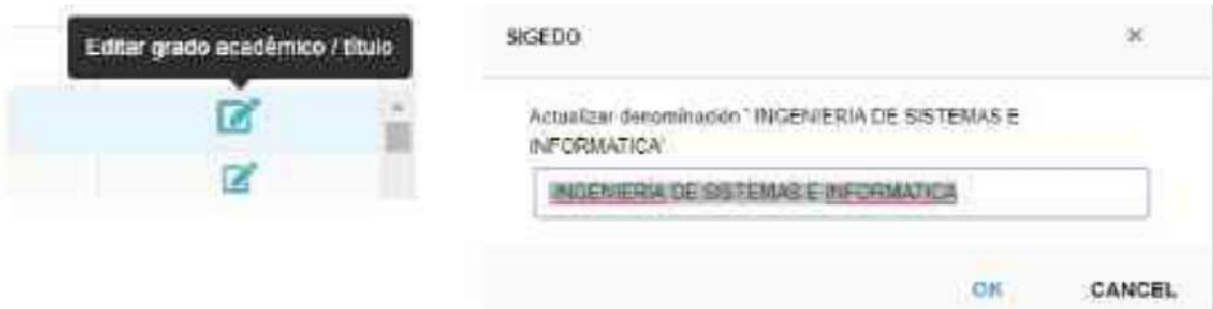 Editar grado académico / título
SIGEDO
×
Actualizar denominación " INGENIERIA DE SISTEMAS E
INFORMATICA"
INGENIERIA DE SISTEMAS E INFORMATICA
OK
CANCEL